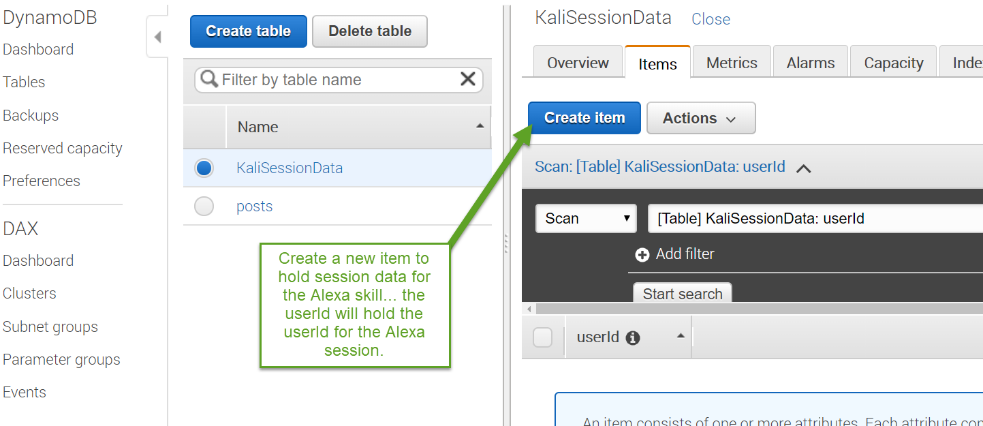 DynamoDB
Dashboard
Tables
Backups
Reserved capacity
Preferences
DAX
Dashboard
Clusters
Subnet groups
Parameter groups
Events
Create table
Delete table
Filter by table name
Name
KaliSessionData
posts
Create a new item to
hold session data for
the Alexa skill... the
userId will hold the
userId for the Alexa
session.
KaliSessionData Close
Overview
Items
Metrics
Alarms
Capacity
Inde
Create item
Actions
Scan: [Table] KaliSessionData: userId
Scan
[Table] KaliSessionData: userId
Add filter
Start search
userId
An item consists of one or more attributes. Each attribute con